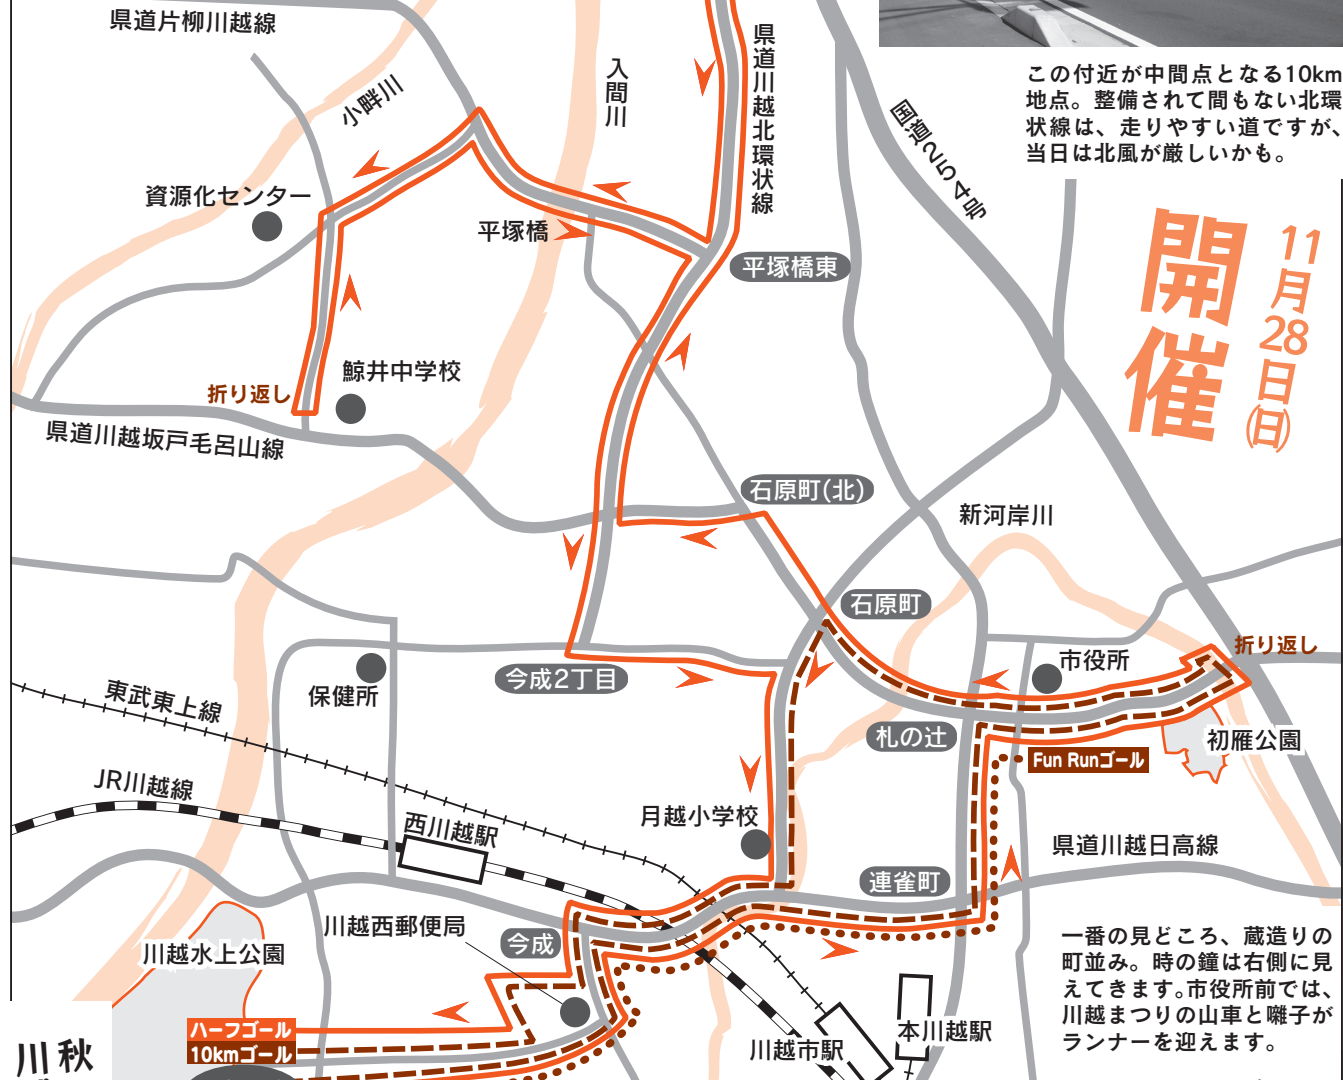 県道片柳川越線
小畔川
入間川
県道川越北環状線
国道254号
この付近が中間点となる10km
地点。整備されて間もない北環
状線は、走りやすい道ですが、
当日は北風が厳しいかも。
資源化センター
平塚橋
平塚橋東
11月28日(日)
開催
折り返し
鯨井中学校
県道川越坂戸毛呂山線
石原町(北)
新河岸川
石原町
折り返し
市役所
今成2丁目
保健所
東武東上線
札の辻
初雁公園
Fun Runゴール
JR川越線
西川越駅
月越小学校
県道川越日高線
連雀町
川越西郵便局
今成
川越水上公園
一番の見どころ、蔵造りの
町並み。時の鐘は右側に見
えてきます。市役所前では、
川越まつりの山車と囃子が
ランナーを迎えます。
ハーフゴール
10kmゴール
本川越駅
川越市駅
秋
川